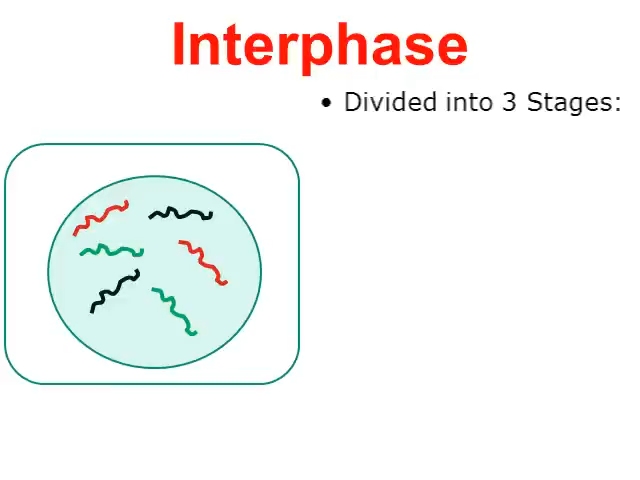 Interphase
• Divided into 3 Stages: